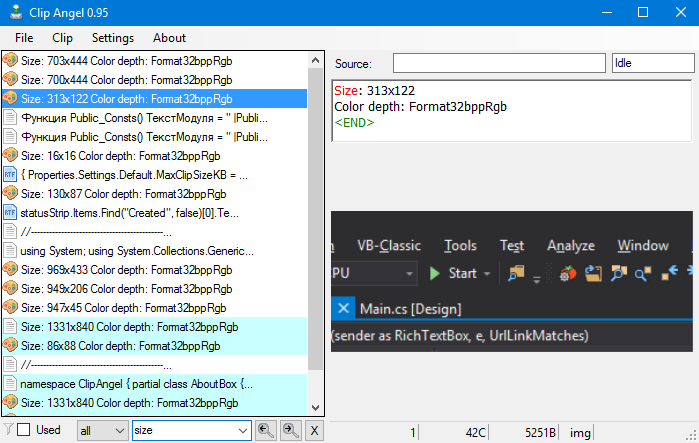 Clip Angel 0.95
File Clip Settings About
Size: 703x444 Color depth: Format32bppRgb
Size: 700x444 Color depth: Format32bppRgb
Size: 313x122 Color depth: Format32bppRgb
Функция Public_Consts() ТекстМодуля = " |Publi...
Функция Public_Consts() ТекстМодуля = " |Publi...
Size: 16x16 Color depth: Format32bppRgb
RTF { Properties.Settings.Default.MaxClipSizeKB = ...
Size: 130x87 Color depth: Format32bppRgb
RTF statusStrip.Items.Find("Created", false)[0].Te...
//-------------------------------------------...
using System; using System.Collections.Generic...
Size: 969x433 Color depth: Format32bppRgb
Size: 949x206 Color depth: Format32bppRgb
Size: 947x45 Color depth: Format32bppRgb
Size: 1331x840 Color depth: Format32bppRgb
Size: 86x88 Color depth: Format32bppRgb
//-------------------------------------------...
namespace ClipAngel { partial class AboutBox {...
Size: 1331x840 Color depth: Format32bppRgb
Used all size X
Source: Idle
Size: 313x122
Color depth: Format32bppRgb
<END>
VB-Classic Tools Test Analyze Window
PU Start
Main.cs [Design]
(sender as RichTextBox, e, UrlLinkMatches)
1 42C 5251B img